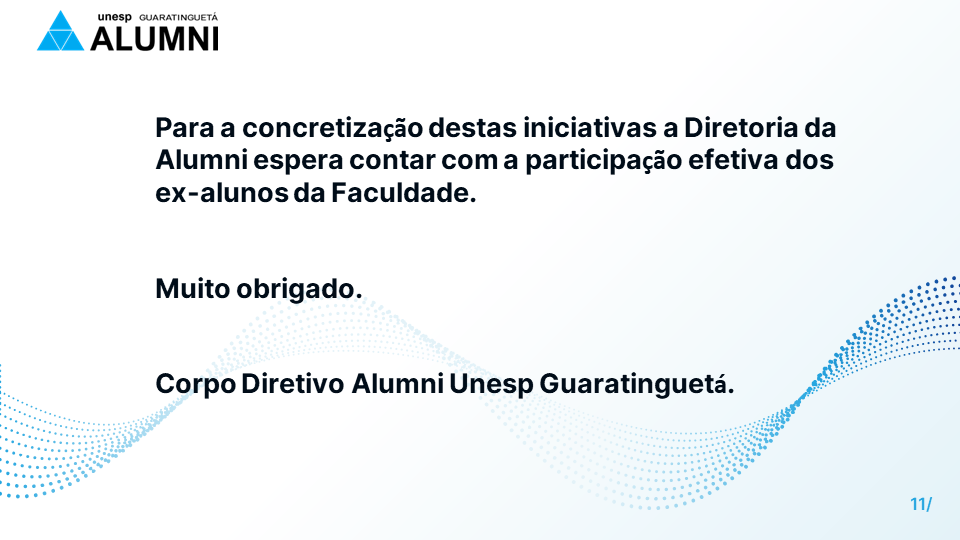 unesp GUARATINGUETÁ
ALUMNI
Para a concretização destas iniciativas a Diretoria da
Alumni espera contar com a participação efetiva dos
ex-alunos da Faculdade.
Muito obrigado.
Corpo Diretivo Alumni Unesp Guaratinguetá.
11/